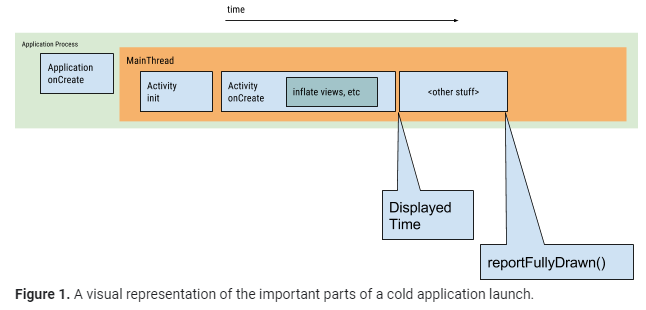 time
Application Process
Application
onCreate
MainThread
Activity
init
Activity
onCreate
inflate views, etc
<other stuff>
Displayed
Time
reportFullyDrawn()
Figure 1. A visual representation of the important parts of a cold application launch.